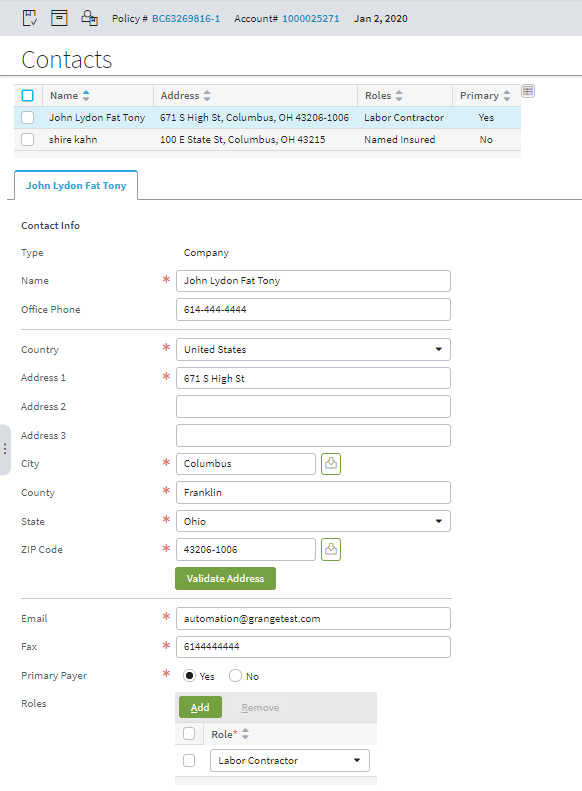 Policy # BC63269816-1 Account# 1000025271 Jan 2, 2020
Contacts
Name Address Roles Primary
John Lydon Fat Tony 671 S High St, Columbus, OH 43206-1006 Labor Contractor Yes
shire kahn 100 E State St, Columbus, OH 43215 Named Insured No
John Lydon Fat Tony
Contact Info
Type Company
Name * John Lydon Fat Tony
Office Phone 614-444-4444
Country * United States
Address 1 * 671 S High St
Address 2
Address 3
City * Columbus
County * Franklin
State * Ohio
ZIP Code * 43206-1006
Validate Address
Email * automation@grangetest.com
Fax * 6144444444
Primary Payer * Yes No
Roles
Add Remove
Role*
Labor Contractor